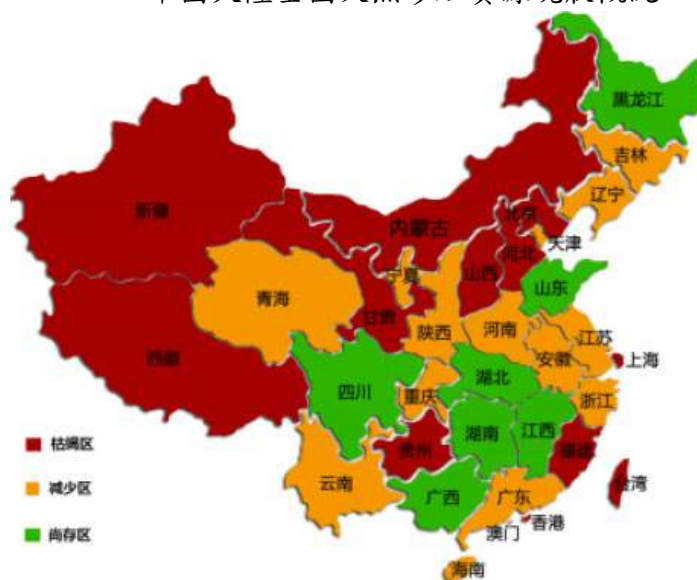 黑龙江
吉林
辽宁
新疆
内蒙古
北京
天津
河北
山西
宁夏
山东
青海
甘肃
陕西
河南
江苏
西藏
安徽
上海
四川
重庆
湖北
浙江
湖南
江西
贵州
福建
枯竭区
减少区
云南
广西
广东
台湾
香港
澳门
尚存区
海南